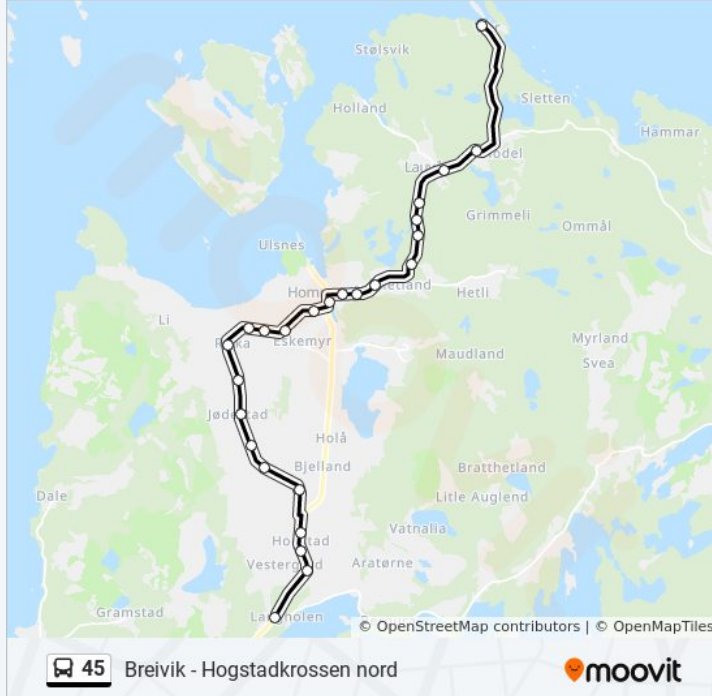 Stølsvik
Sletten
Holland
Hammar
Grimmeli
Ommål
Ulsnes
Hetli
Li
Eskemyr
Myrland
Svea
Maudland
Holå
Bjelland
Bratthetland
Litle Auglend
Dale
Vatnalia
Aratørne
Gramstad
© OpenStreetMap contributors | © OpenMapTiles
45 Breivik - Hogstadkrossen nord moovit